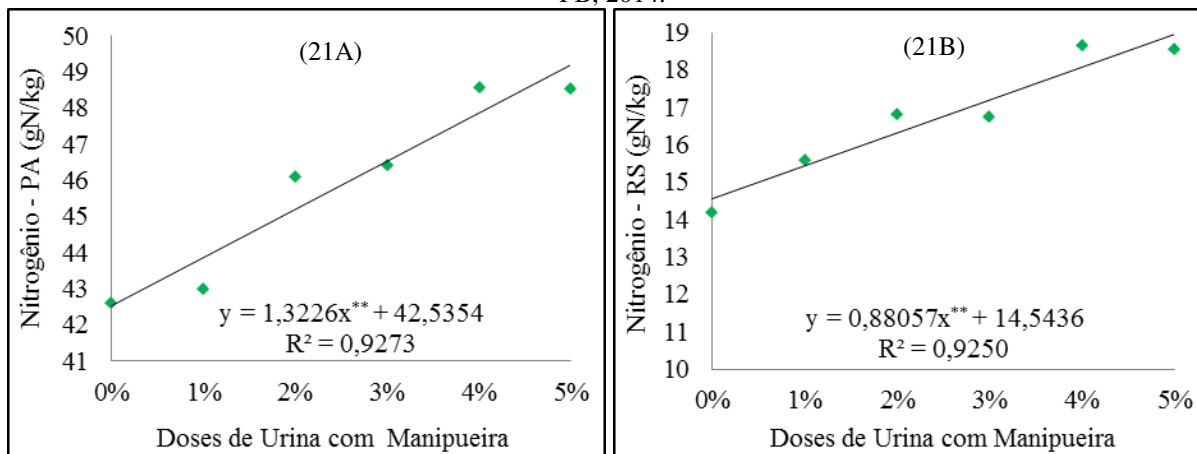 PB, 2014.
(21A)
Nitrogênio - PA (gN/kg)
50
49
48
47
46
45
44
43
42
41
y = 1,3226x** + 42,5354
R² = 0,9273
0% 1% 2% 3% 4% 5%
Doses de Urina com Manipueira
(21B)
Nitrogênio - RS (gN/kg)
19
18
17
16
15
14
13
12
11
10
y = 0,88057x** + 14,5436
R² = 0,9250
0% 1% 2% 3% 4% 5%
Doses de Urina com Manipueira